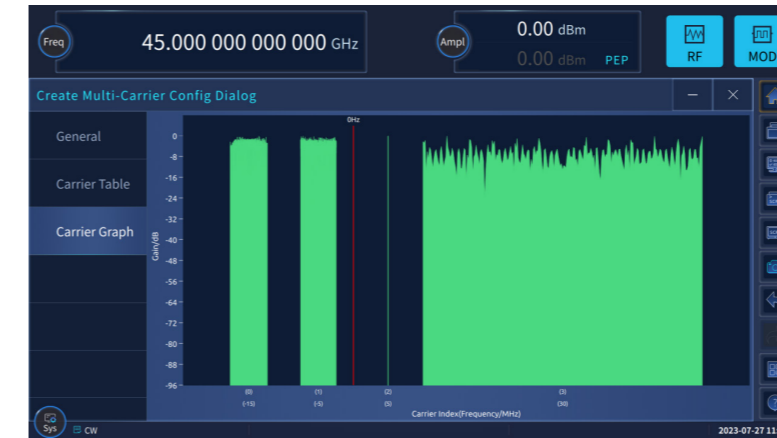 Freq
45.000 000 000 000 GHz
Ampl
0.00 dBm
0.00 dBm PEP
RF
MOD
Create Multi-Carrier Config Dialog
General
Carrier Table
Carrier Graph
0Hz
Gain/dB
0
-8
-16
-24
-32
-40
-48
-56
-64
-72
-80
-88
-96
(0) (1) (2) (3)
(-15) (-5) (5) (30)
Carrier Index(Frequency/MHz)
Sys
CW
2023-07-27 11: